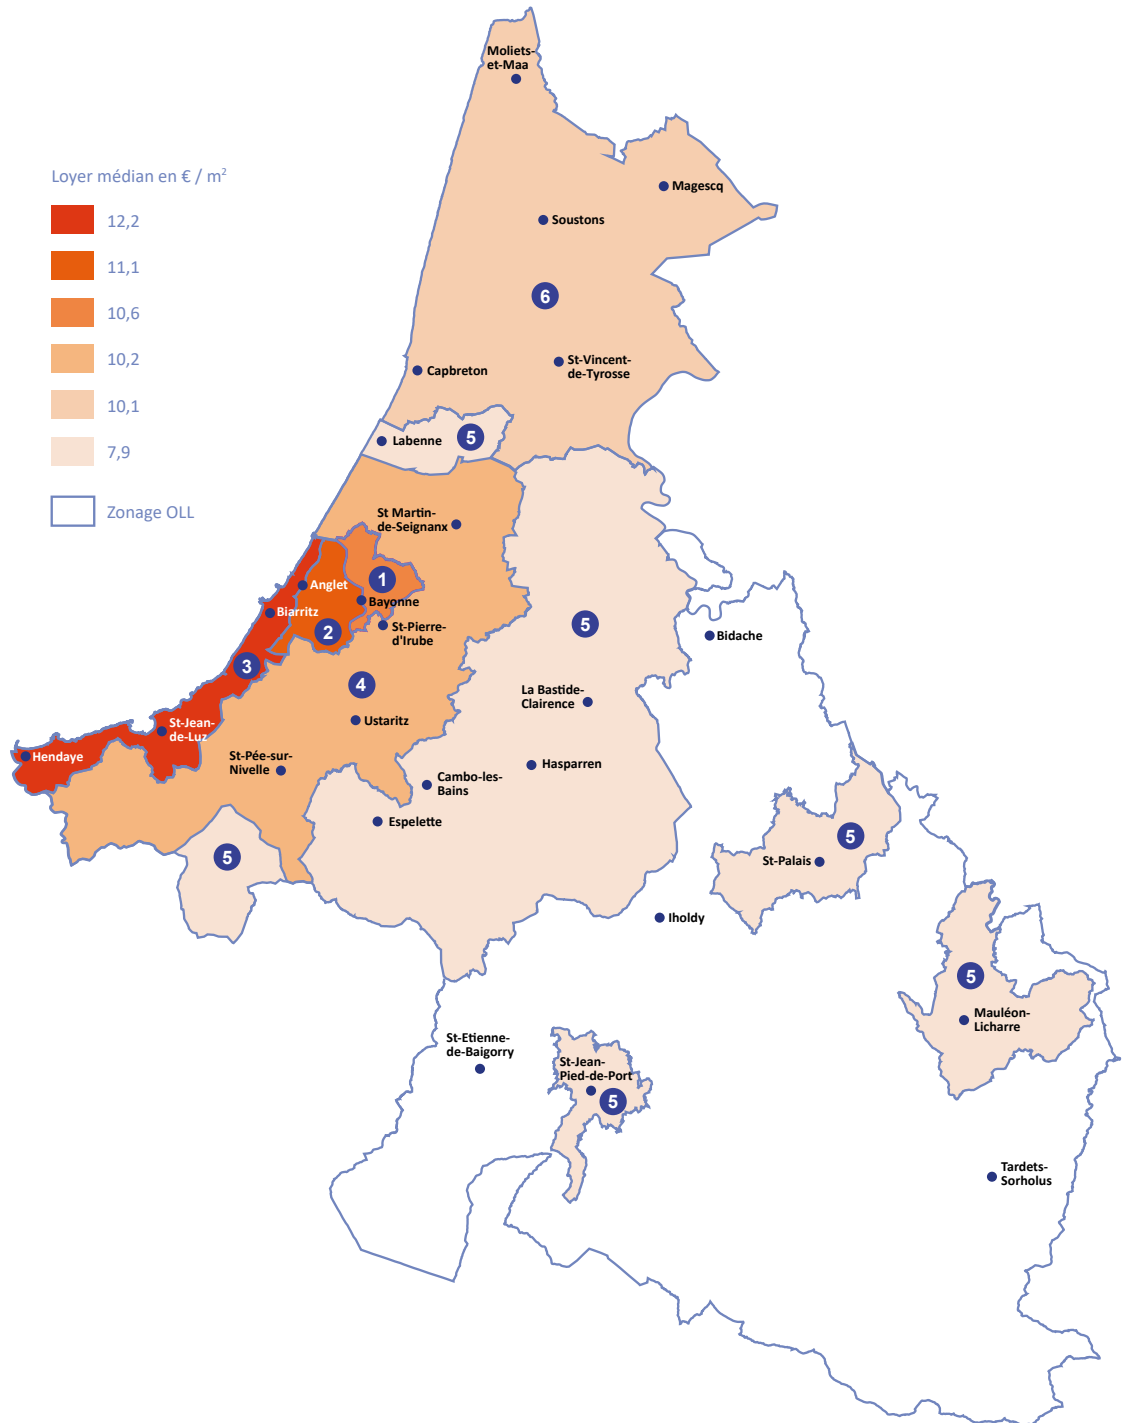 Moliets-
et-Maa
Loyer médian en € / m²
12,2
11,1
10,6
10,2
10,1
7,9
Zonage OLL
Magescq
Soustons
6
St-Vincent-
de-Tyrosse
Capbreton
Labenne
5
St Martin-
de-Seignanx
1
Anglet
Bayonne
Biarritz
2
St-Pierre-
d'Irube
5
Bidache
3
4
La Bastide-
Clairence
Ustaritz
St-Jean-
de-Luz
Hendaye
St-Pée-sur-
Nivelle
Hasparren
Cambo-les-
Bains
Espelette
5
5
St-Palais
Iholdy
5
Mauléon-
Licharre
St-Etienne-
de-Baigorry
St-Jean-
Pied-de-Port
5
Tardets-
Sorholus